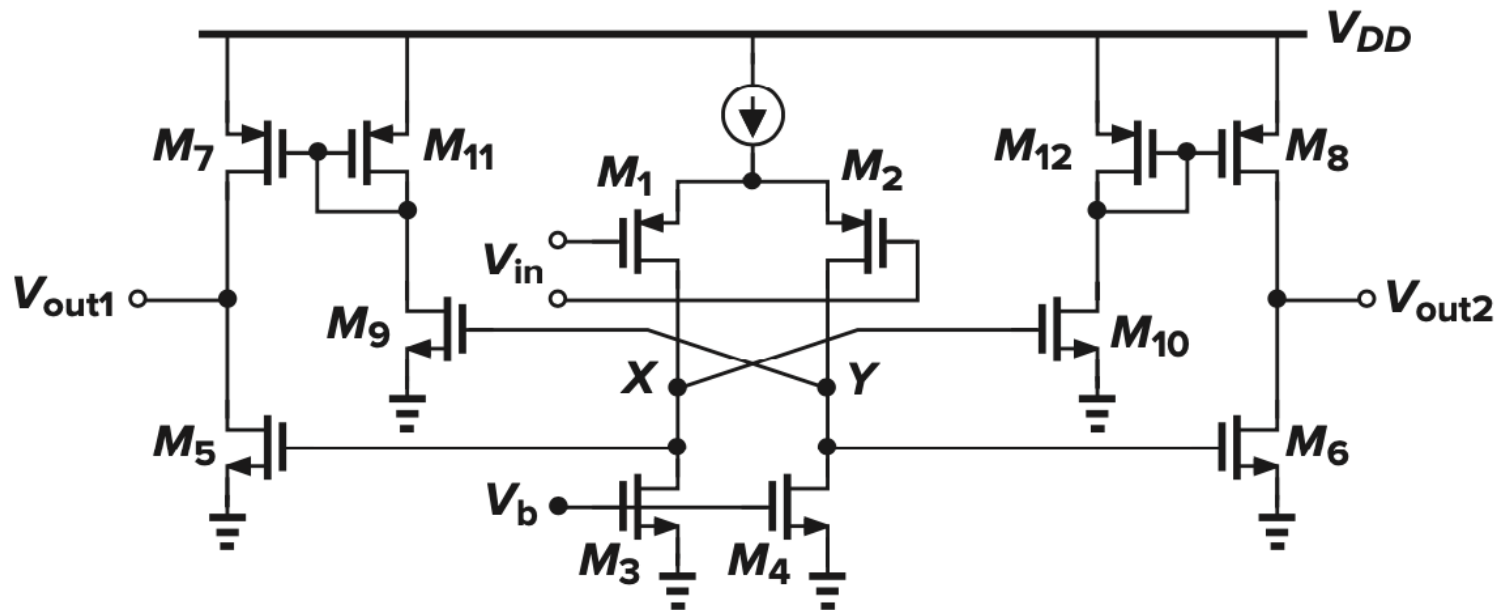 V_DD
M_7
M_11
M_12
M_8
M_1
M_2
V_in
V_out1
V_out2
M_9
M_10
X
Y
M_5
M_6
V_b
M_3
M_4